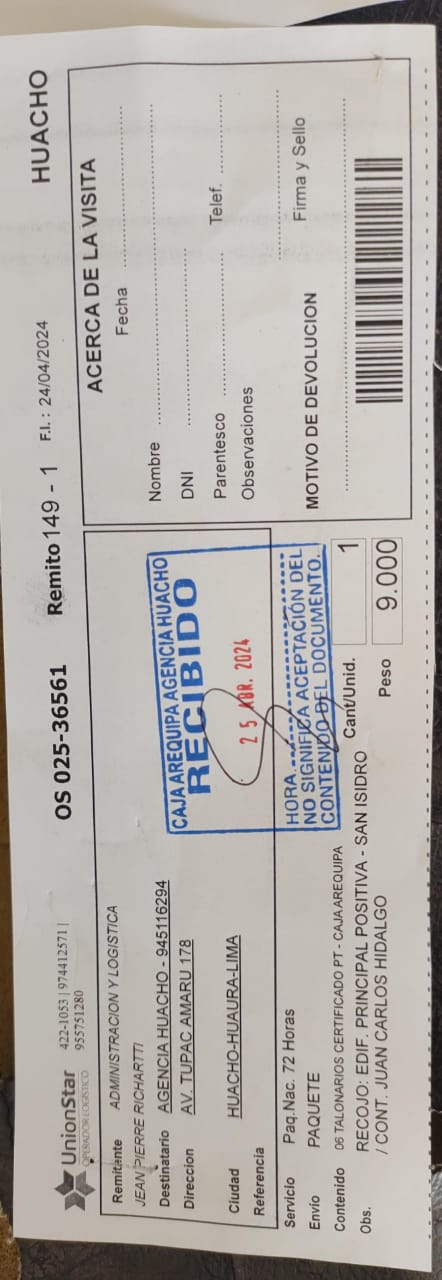 UnionStar
OPERADOR LOGISTICO
422-1053 | 974412571 |
955751280
OS 025-36561
Remito 149 - 1
F.I. : 24/04/2024
HUACHO
Remitente ADMINISTRACION Y LOGISTICA
JEAN PIERRE RICHARTTI
Destinatario AGENCIA HUACHO - 945116294
Direccion AV. TUPAC AMARU 178
Ciudad HUACHO-HUAURA-LIMA
Referencia
CAJA AREQUIPA AGENCIA HUACHO
RECIBIDO
25 ABR. 2024
HORA
NO SIGNIFICA ACEPTACIÓN DEL
CONTENIDO DEL DOCUMENTO.
Servicio Paq.Nac. 72 Horas
Envio PAQUETE
Contenido 06 TALONARIOS CERTIFICADO PT - CAJA AREQUIPA
Obs. RECOJO: EDIF. PRINCIPAL POSITIVA - SAN ISIDRO
/ CONT. JUAN CARLOS HIDALGO
Cant/Unid. 1
Peso 9.000
ACERCA DE LA VISITA
Fecha
Nombre
DNI
Parentesco Telef.
Observaciones
Firma y Sello
MOTIVO DE DEVOLUCION